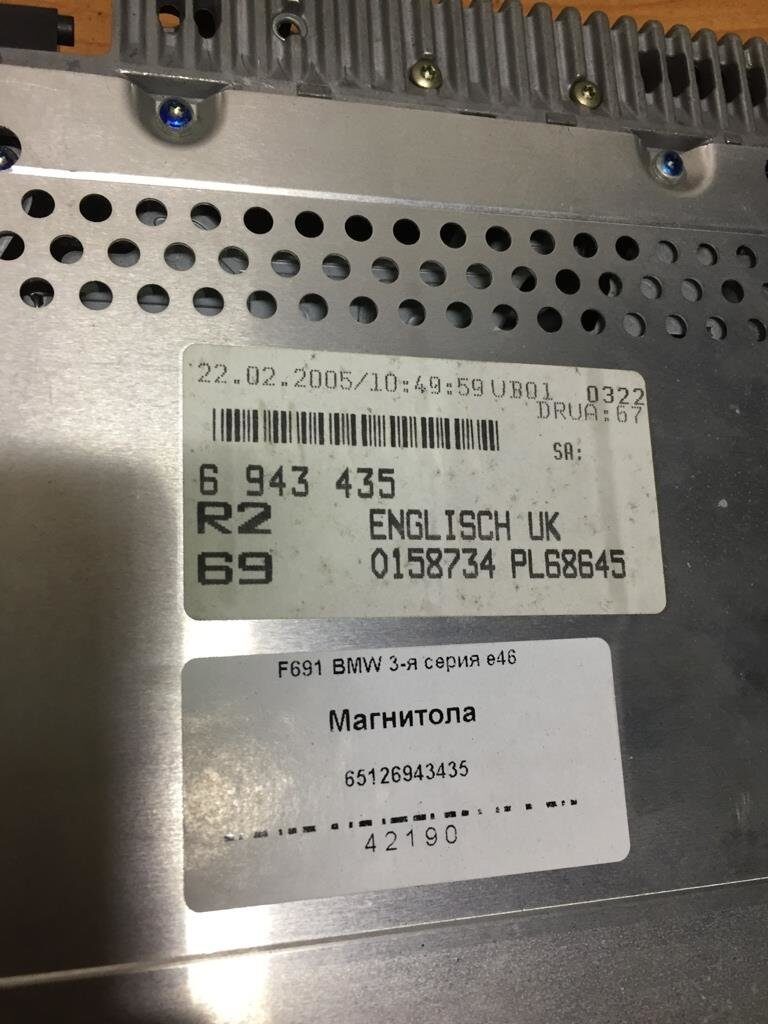 22.02.2005/10:49:59 UB01 0322
DRUA:67
SA:
6 943 435
R2 ENGLISCH UK
69 0158734 PL68645
F691 BMW 3-я серия e46
Магнитола
65126943435
42190